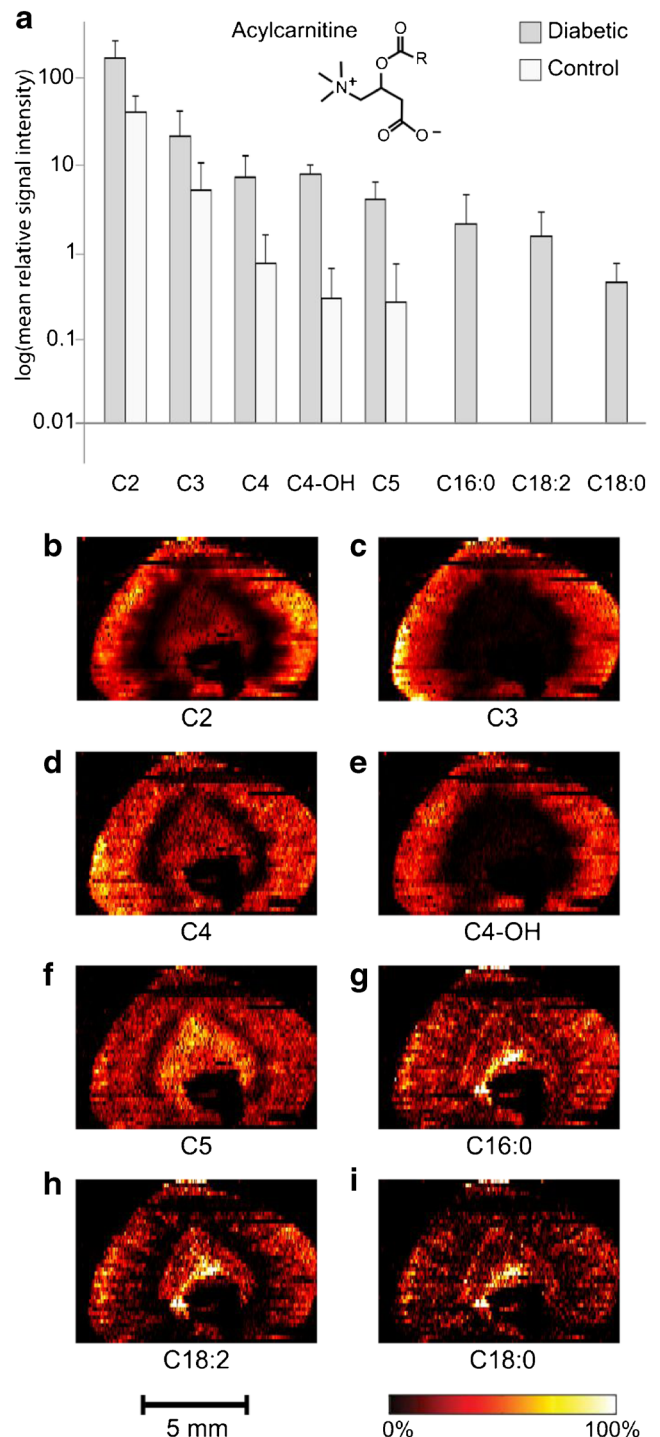 a
Acylcarnitine
Diabetic
Control
O
O
R
N+
O
O−
log(mean relative signal intensity)
100
10
1
0.1
0.01
C2 C3 C4 C4-OH C5 C16:0 C18:2 C18:0
b c
C2 C3
d e
C4 C4-OH
f g
C5 C16:0
h i
C18:2 C18:0
5 mm
0% 100%